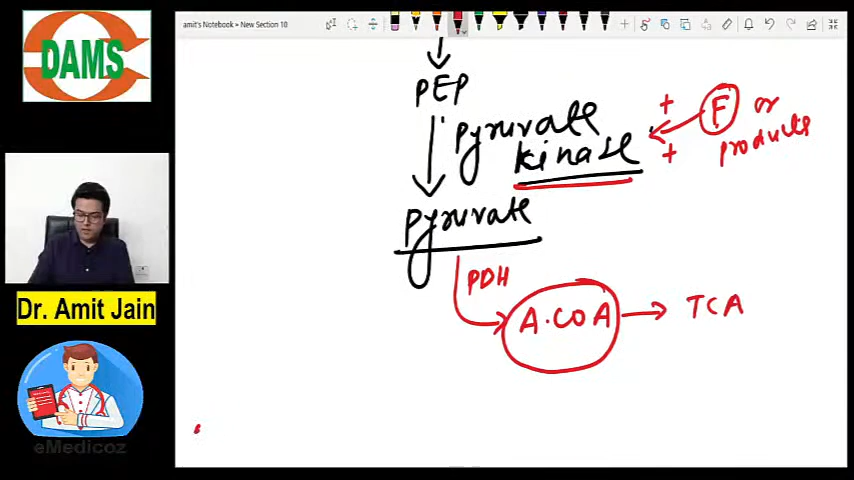 amit's Notebook > New Section 10
DAMS
PEP
Pyruvate
kinase
+
+
F or
products
Pyruvate
PDH
A.COA → TCA
Dr. Amit Jain
eMedicoz